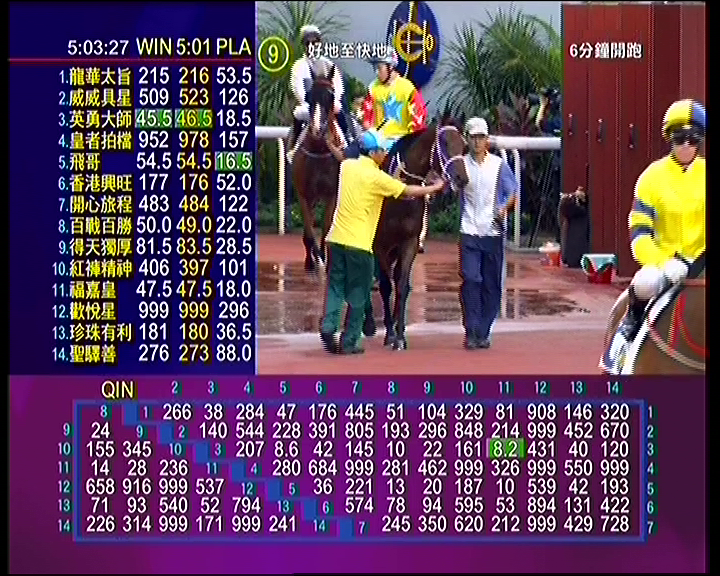 5:03:27 WIN 5:01 PLA
1.龍華太旨 215 216 53.5
2.威威具星 509 523 126
3.英勇大師 45.5 46.5 18.5
4.皇者拍檔 952 978 157
5.飛哥 54.5 54.5 16.5
6.香港興旺 177 176 52.0
7.開心旅程 483 484 122
8.百戰百勝 50.0 49.0 22.0
9.得天獨厚 81.5 83.5 28.5
10.紅褲精神 406 397 101
11.福嘉皇 47.5 47.5 18.0
12.歡悅星 999 999 296
13.珍珠有利 181 180 36.5
14.聖驛善 276 273 88.0
9 好地至快地
6分鐘開跑
QIN 2 3 4 5 6 7 8 9 10 11 12 13 14
8 1 266 38 284 47 176 445 51 104 329 81 908 146 320 1
9 24 9 2 140 544 228 391 805 193 296 848 214 999 452 670 2
10 155 345 10 3 207 8.6 42 145 10 22 161 8.2 431 40 120 3
11 14 28 236 11 4 280 684 999 281 462 999 326 999 550 999 4
12 658 916 999 537 12 5 36 221 13 20 187 10 539 42 193 5
13 71 93 540 52 794 13 6 574 78 94 595 53 894 131 422 6
14 226 314 999 171 999 241 14 7 245 350 620 212 999 429 728 7